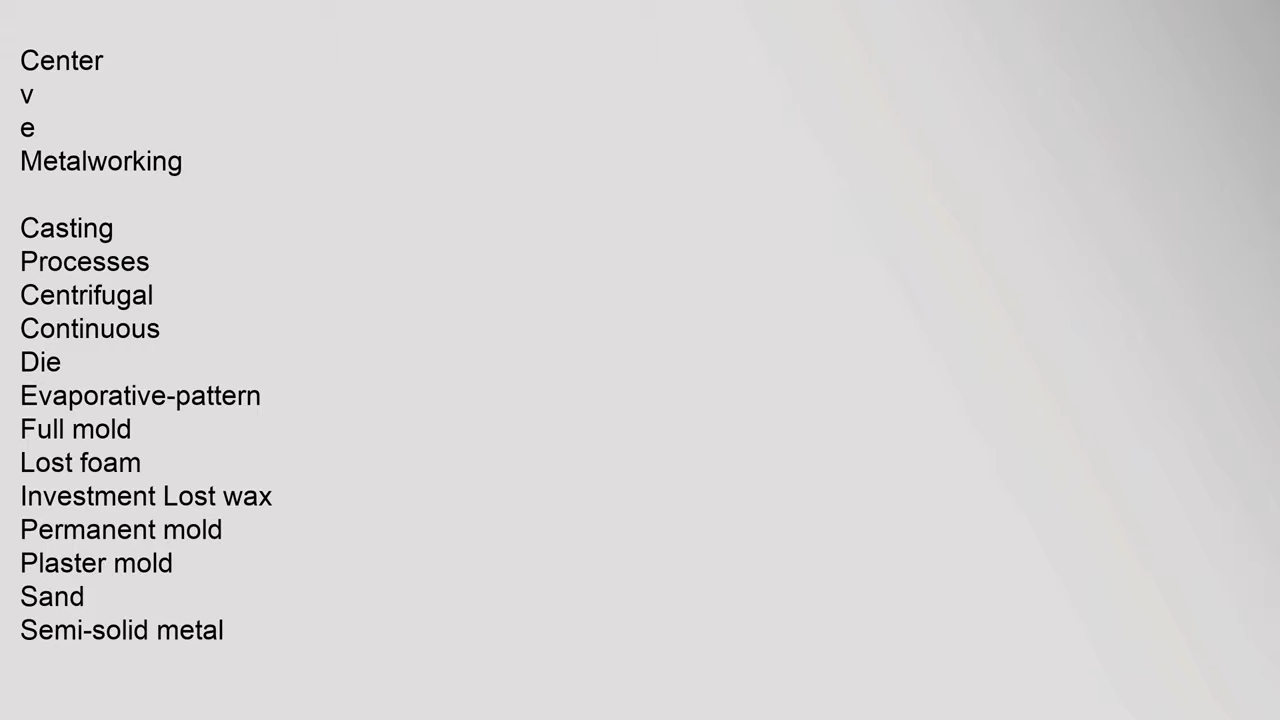 Center
v
e
Metalworking
Casting
Processes
Centrifugal
Continuous
Die
Evaporative-pattern
Full mold
Lost foam
Investment Lost wax
Permanent mold
Plaster mold
Sand
Semi-solid metal